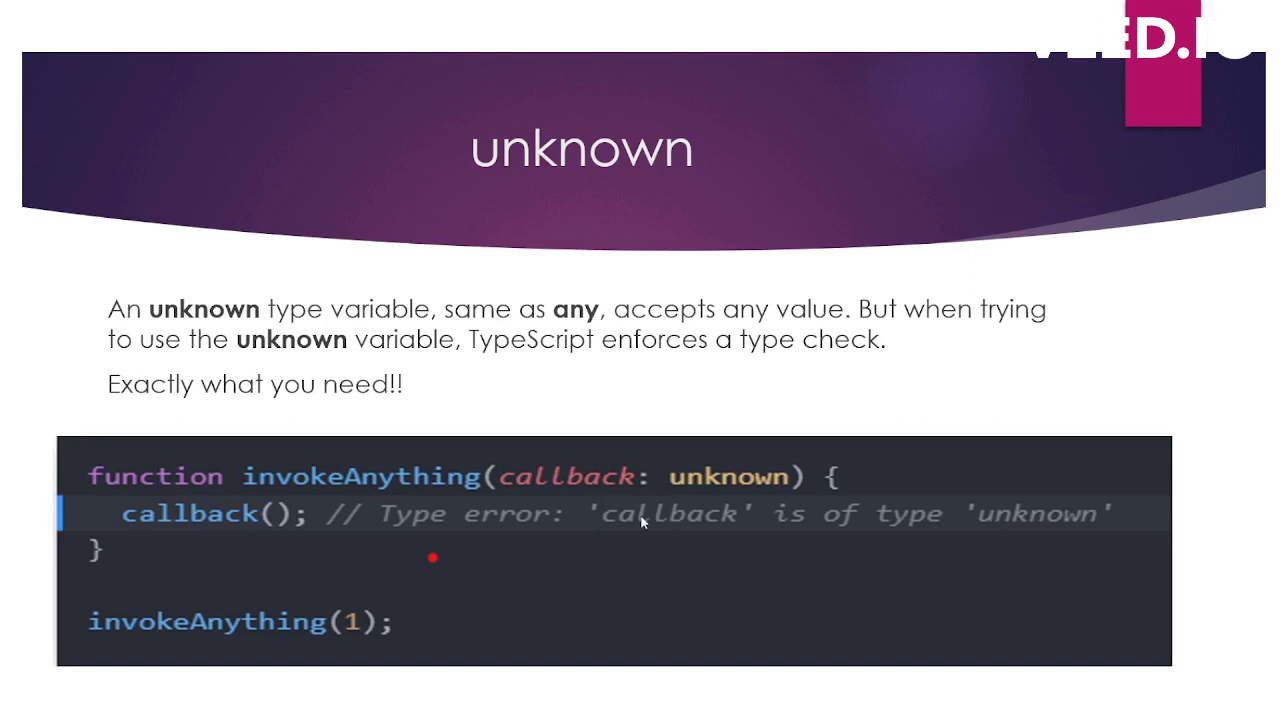 unknown
An unknown type variable, same as any, accepts any value. But when trying
to use the unknown variable, TypeScript enforces a type check.
Exactly what you need!!
function invokeAnything(callback: unknown) {
callback(); // Type error: 'callback' is of type 'unknown'
}
invokeAnything(1);